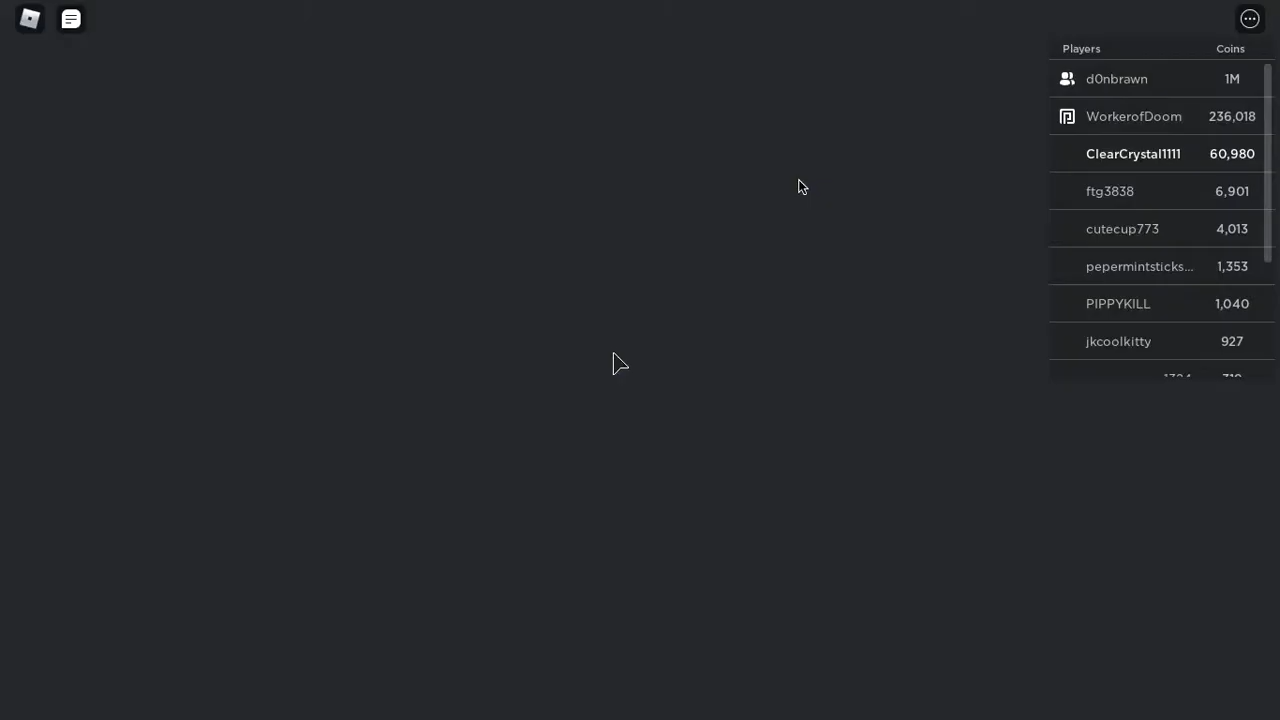 Players Coins
d0nbrawn 1M
WorkerofDoom 236,018
ClearCrystal1111 60,980
ftg3838 6,901
cutecup773 4,013
pepermintsticks... 1,353
PIPPYKILL 1,040
jkcoolkitty 927